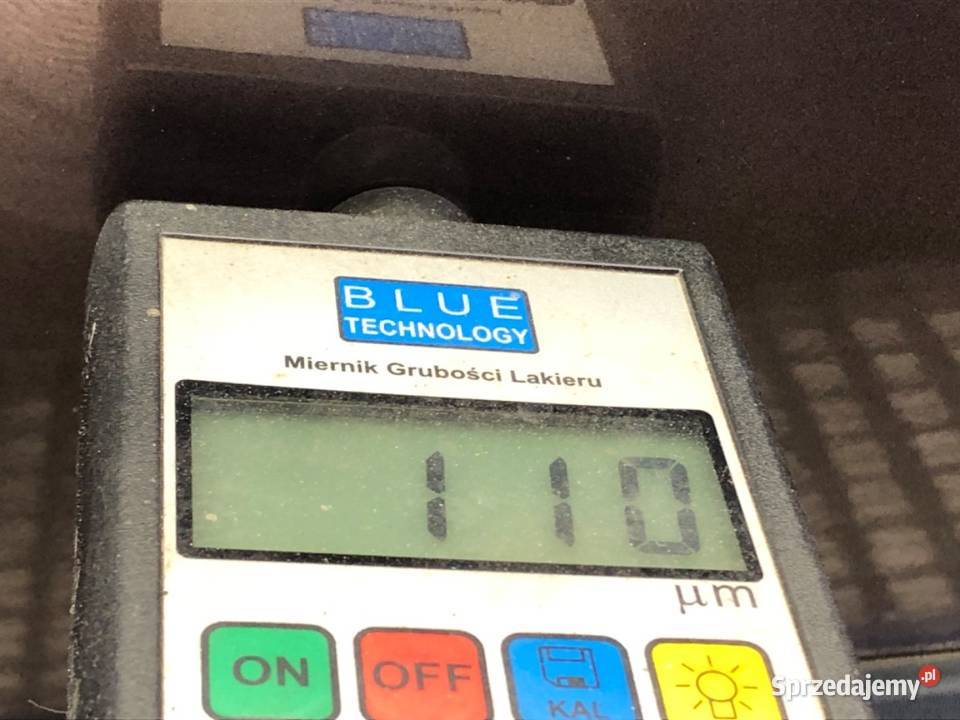 BLUE
TECHNOLOGY
Miernik Grubości Lakieru
110
μm
ON
OFF
KAL
Sprzedajemy.pl